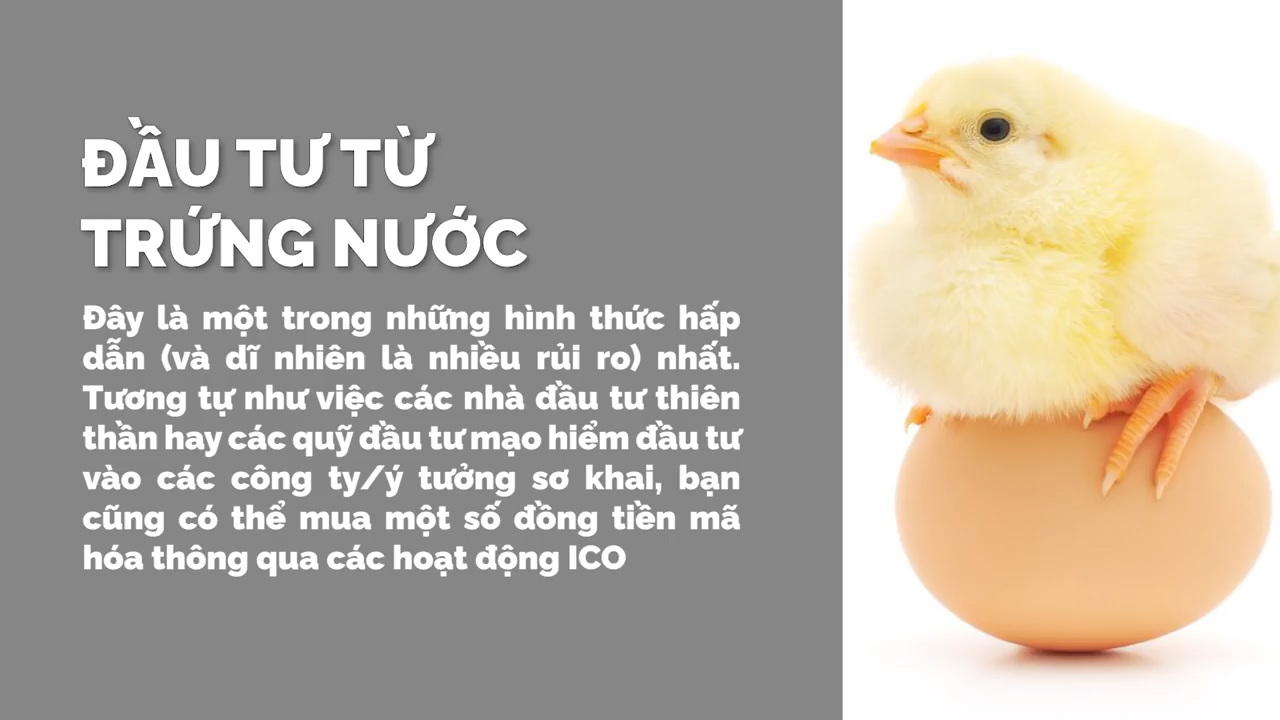 ĐẦU TƯ TỪ
TRỨNG NƯỚC
Đây là một trong những hình thức hấp
dẫn (và dĩ nhiên là nhiều rủi ro) nhất.
Tương tự như việc các nhà đầu tư thiên
thần hay các quỹ đầu tư mạo hiểm đầu tư
vào các công ty/ý tưởng sơ khai, bạn
cũng có thể mua một số đồng tiền mã
hóa thông qua các hoạt động ICO